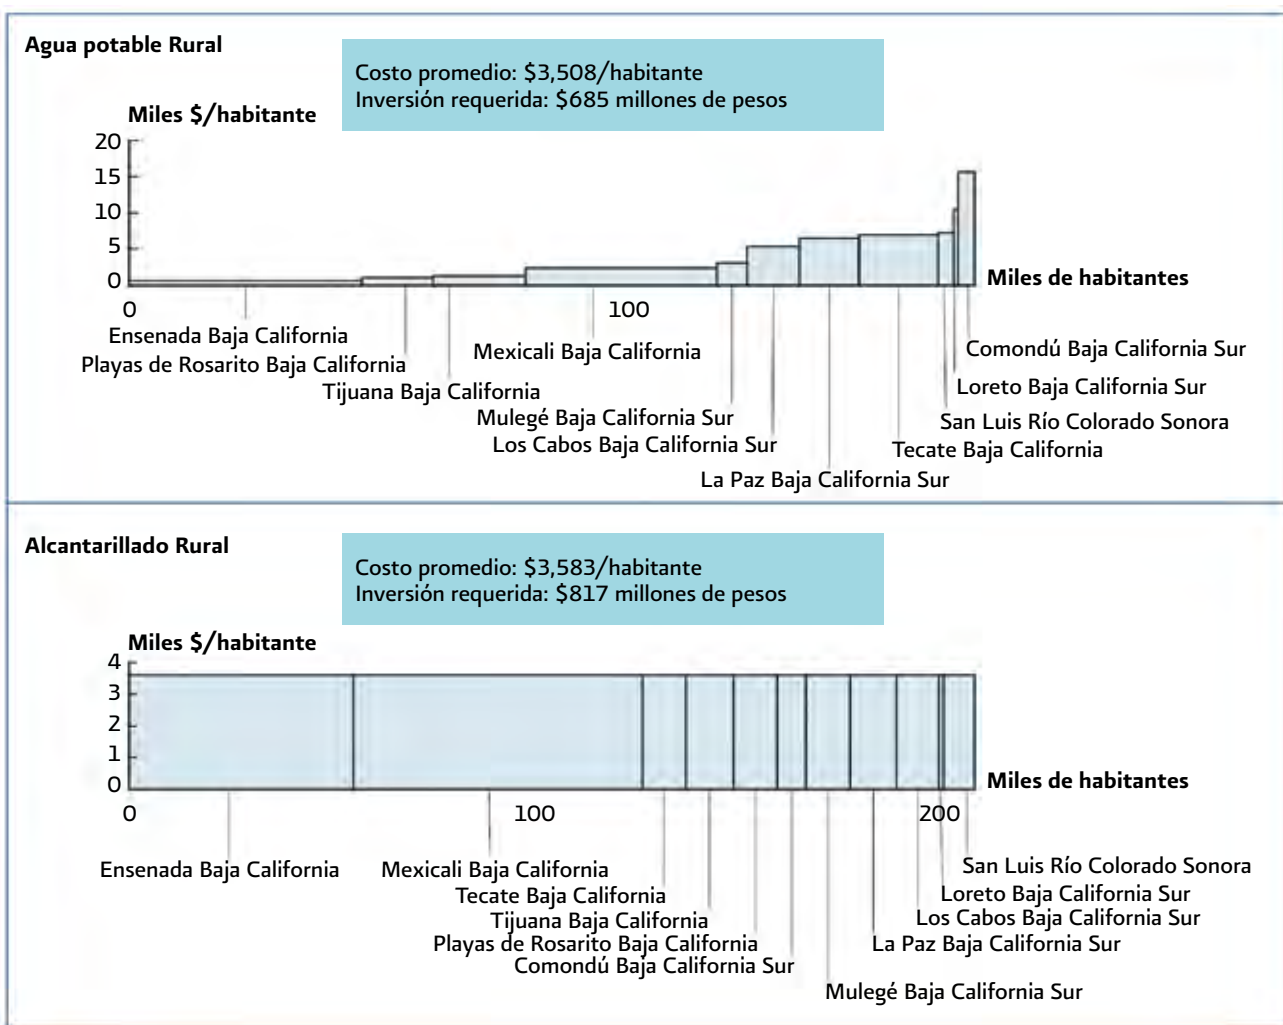 Agua potable Rural
Costo promedio: $3,508/habitante
Inversión requerida: $685 millones de pesos
Miles $/habitante
20
15
10
5
0
Miles de habitantes
0
100
Ensenada Baja California
Playas de Rosarito Baja California
Mexicali Baja California
Comondú Baja California Sur
Tijuana Baja California
Loreto Baja California Sur
Mulegé Baja California Sur
San Luis Río Colorado Sonora
Los Cabos Baja California Sur
Tecate Baja California
La Paz Baja California Sur
Alcantarillado Rural
Costo promedio: $3,583/habitante
Inversión requerida: $817 millones de pesos
Miles $/habitante
4
3
2
1
0
Miles de habitantes
0
100
200
Ensenada Baja California
Mexicali Baja California
San Luis Río Colorado Sonora
Tecate Baja California
Loreto Baja California Sur
Tijuana Baja California
Los Cabos Baja California Sur
Playas de Rosarito Baja California
La Paz Baja California Sur
Comondú Baja California Sur
Mulegé Baja California Sur